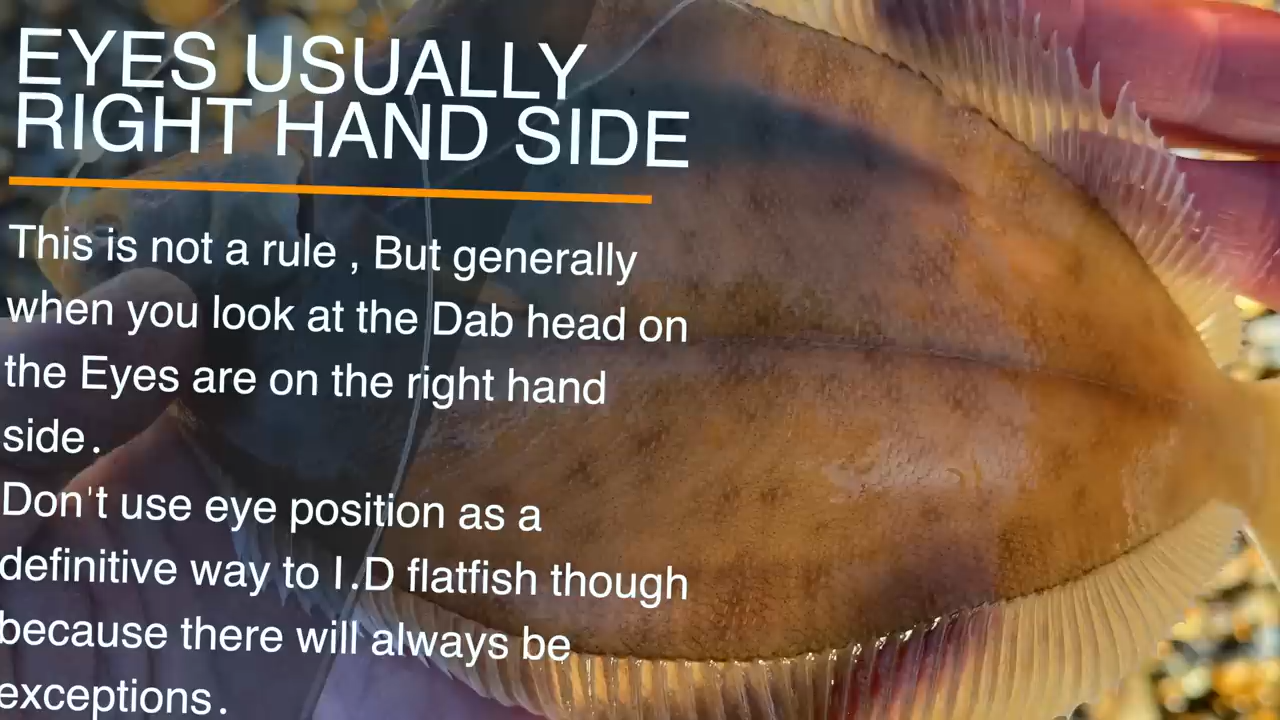 EYES USUALLY
RIGHT HAND SIDE
This is not a rule , But generally
when you look at the Dab head on
the Eyes are on the right hand
side.
Don't use eye position as a
definitive way to I.D flatfish though
because there will always be
exceptions.